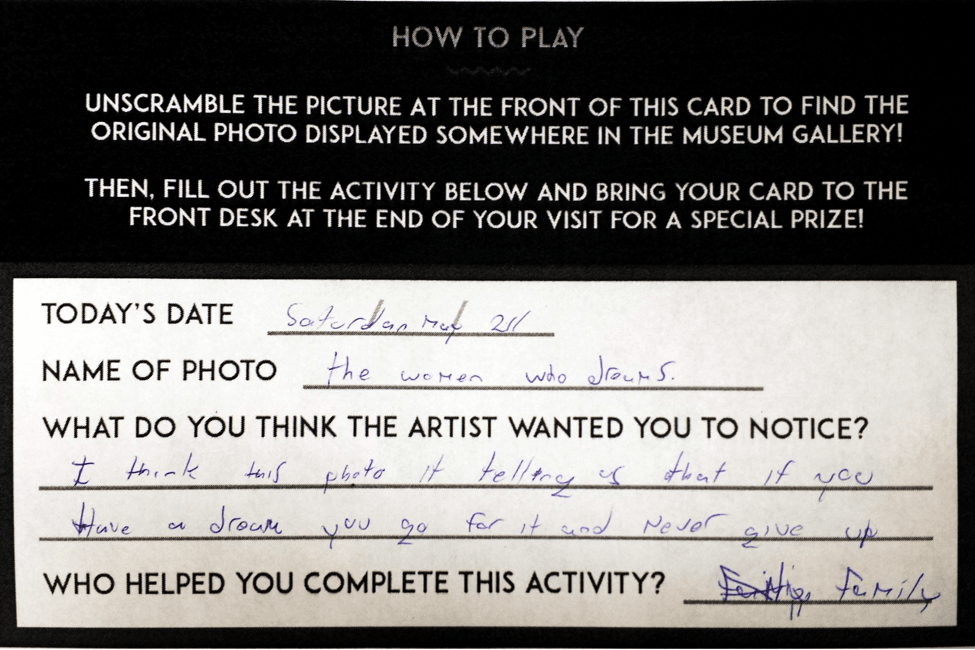 HOW TO PLAY
UNSCRAMBLE THE PICTURE AT THE FRONT OF THIS CARD TO FIND THE
ORIGINAL PHOTO DISPLAYED SOMEWHERE IN THE MUSEUM GALLERY!
THEN, FILL OUT THE ACTIVITY BELOW AND BRING YOUR CARD TO THE
FRONT DESK AT THE END OF YOUR VISIT FOR A SPECIAL PRIZE!
TODAY'S DATE May
NAME OF PHOTO the women who dreams.
WHAT DO YOU THINK THE ARTIST WANTED YOU TO NOTICE?
I think this photo it telling us that if you
Have a dream you go for it and Never give up
WHO HELPED YOU COMPLETE THIS ACTIVITY? Family